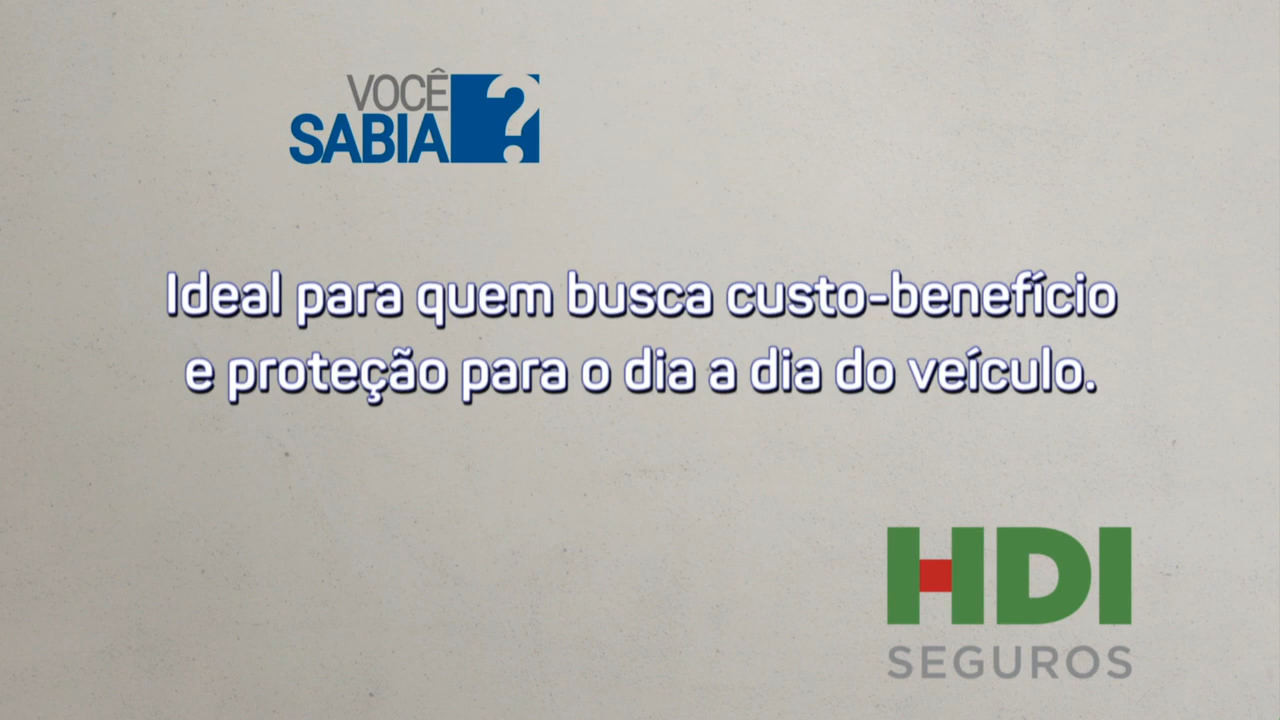 VOCÊ
SABIA?
Ideal para quem busca custo-benefício
e proteção para o dia a dia do veículo.
HDI
SEGUROS